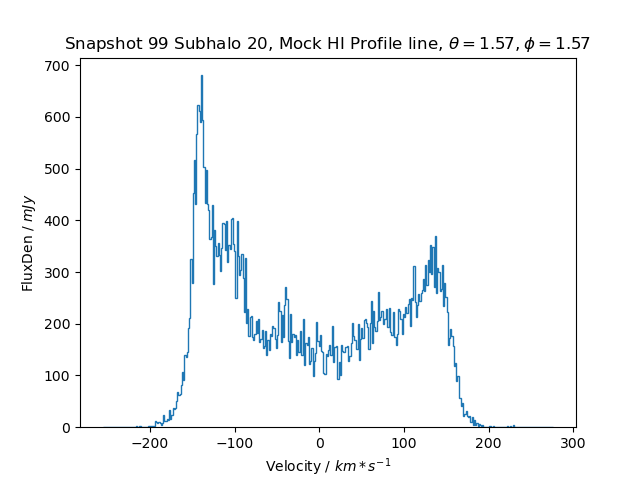 Snapshot 99 Subhalo 20, Mock HI Profile line, θ = 1.57, ϕ = 1.57
700
600
500
400
300
200
100
0
FluxDen / mJy
−200 −100 0 100 200 300
Velocity / km * s⁻¹